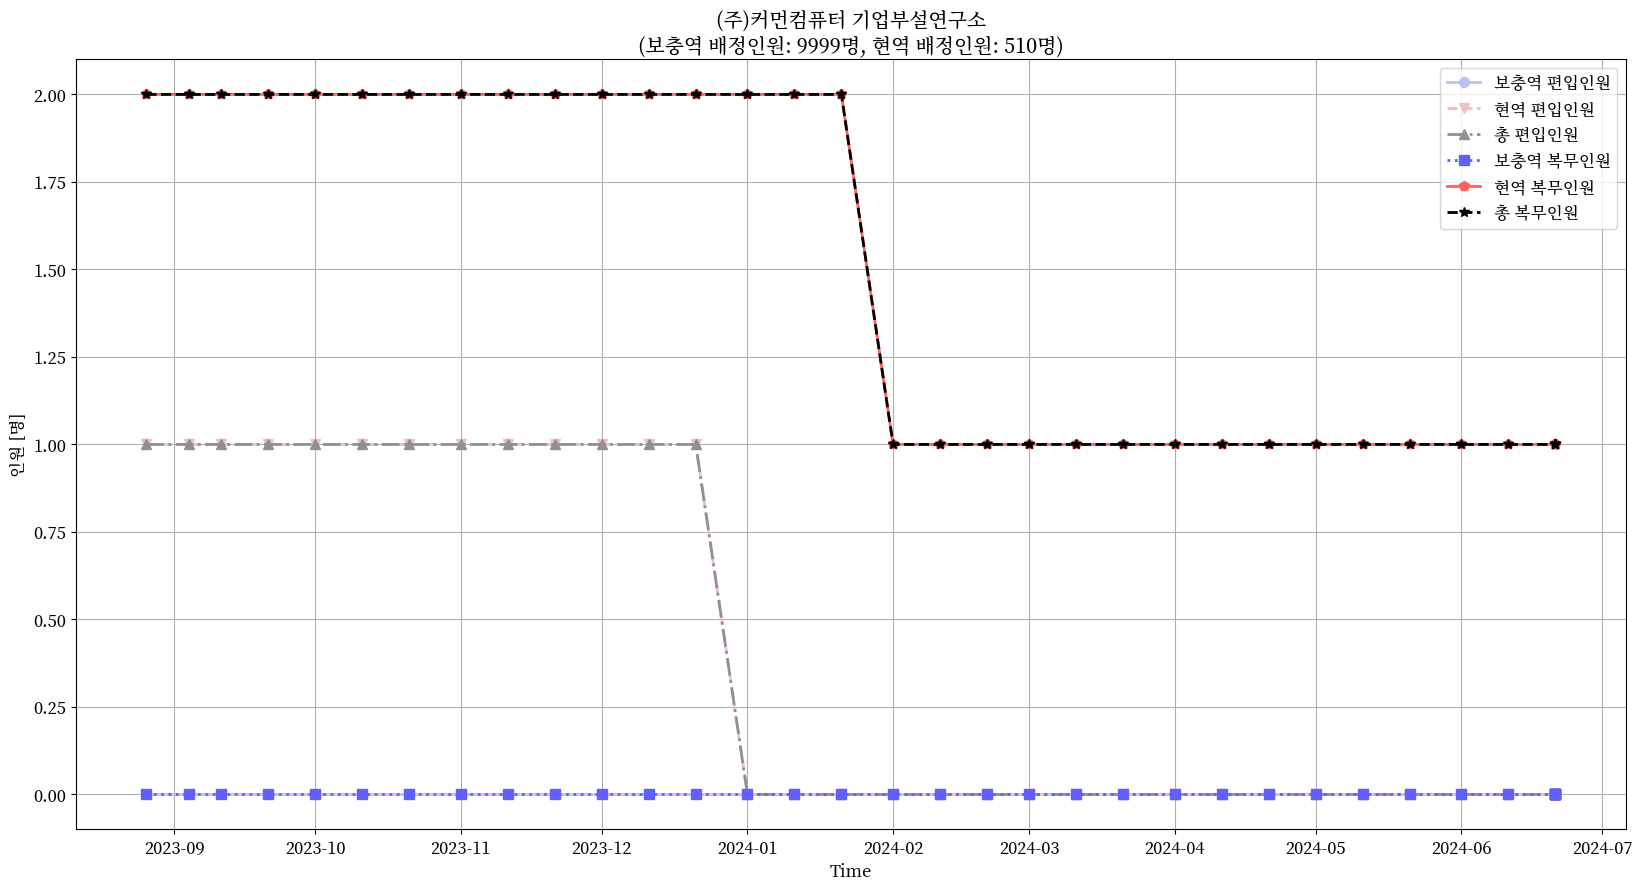 (주)커먼컴퓨터 기업부설연구소
(보충역 배정인원: 9999명, 현역 배정인원: 510명)
보충역 편입인원
현역 편입인원
총 편입인원
보충역 복무인원
현역 복무인원
총 복무인원
인원 [명]
2.00
1.75
1.50
1.25
1.00
0.75
0.50
0.25
0.00
2023-09 2023-10 2023-11 2023-12 2024-01 2024-02 2024-03 2024-04 2024-05 2024-06 2024-07
Time